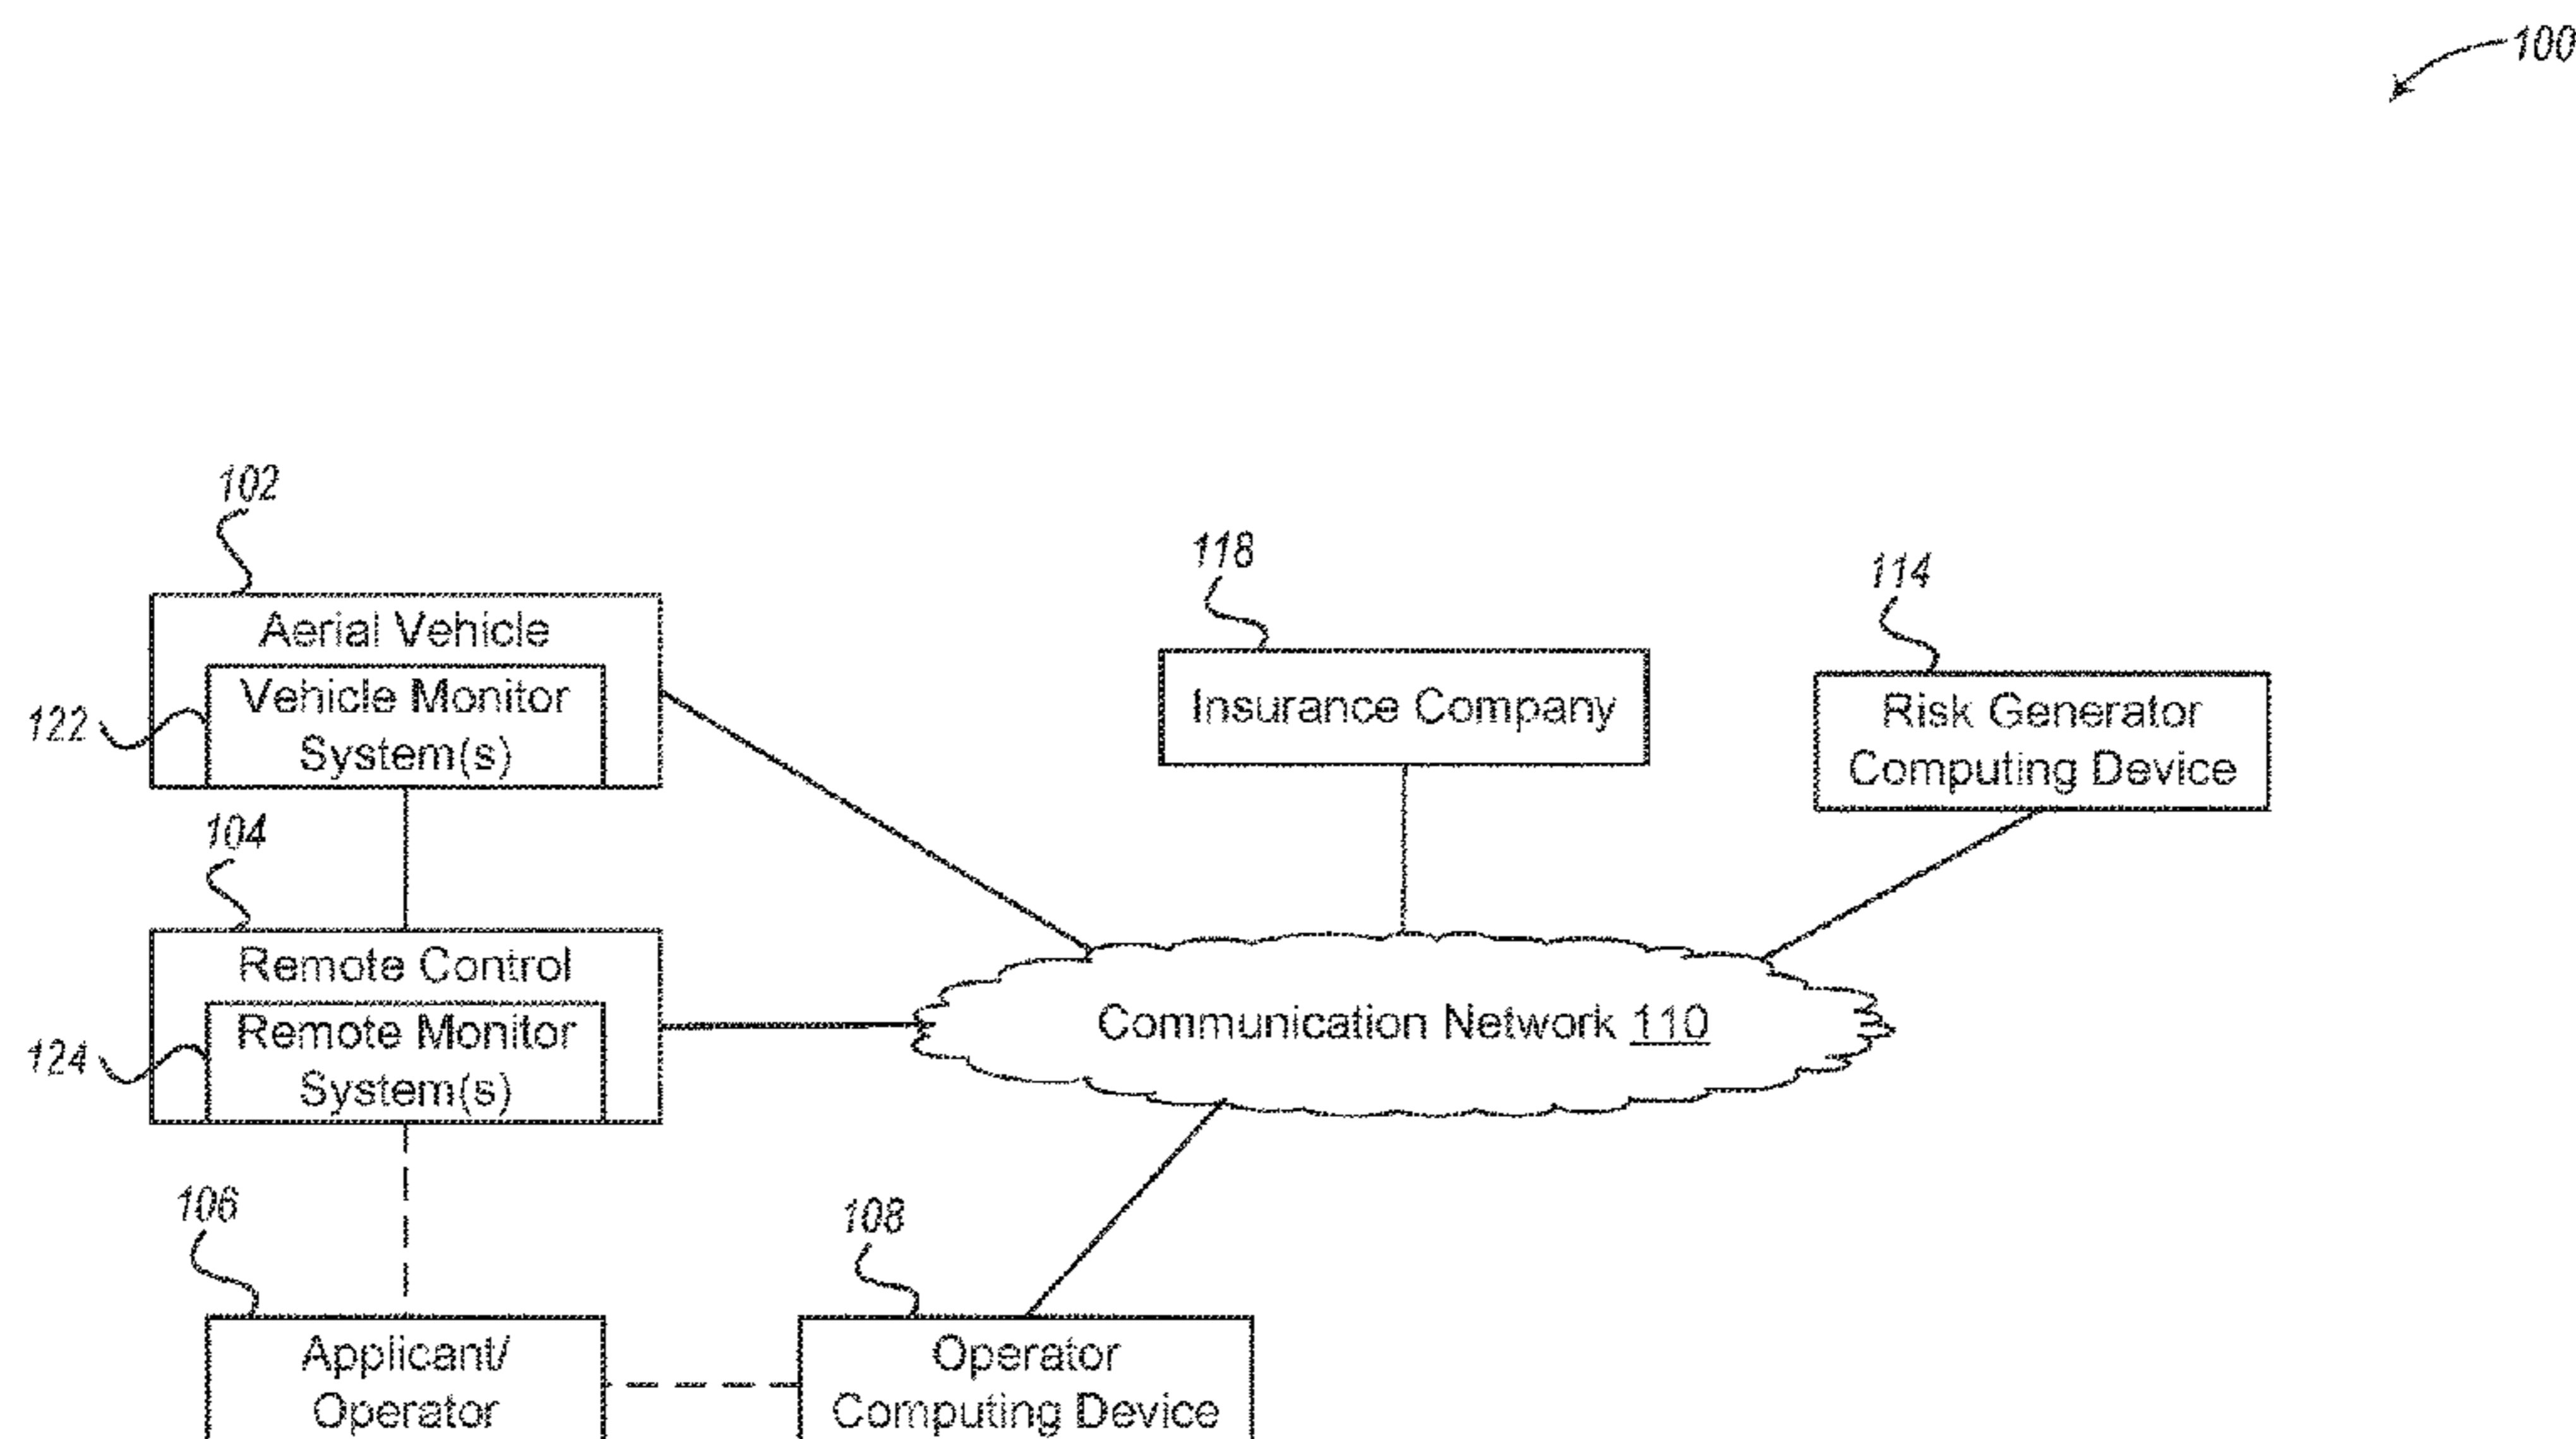 100
102
Aerial Vehicle
Vehicle Monitor
System(s)
122
118
Insurance Company
114
Risk Generator
Computing Device
104
Remote Control
Remote Monitor
System(s)
124
Communication Network 110
106
Applicant/
Operator
108
Operator
Computing Device